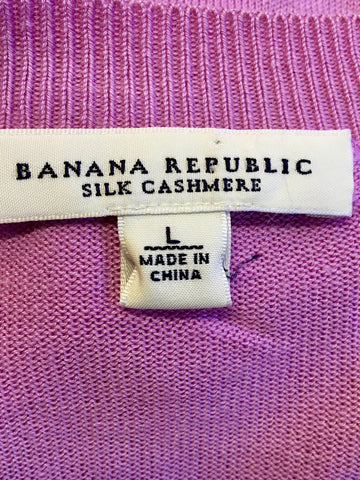 BANANA REPUBLIC
SILK CASHMERE
L
MADE IN
CHINA